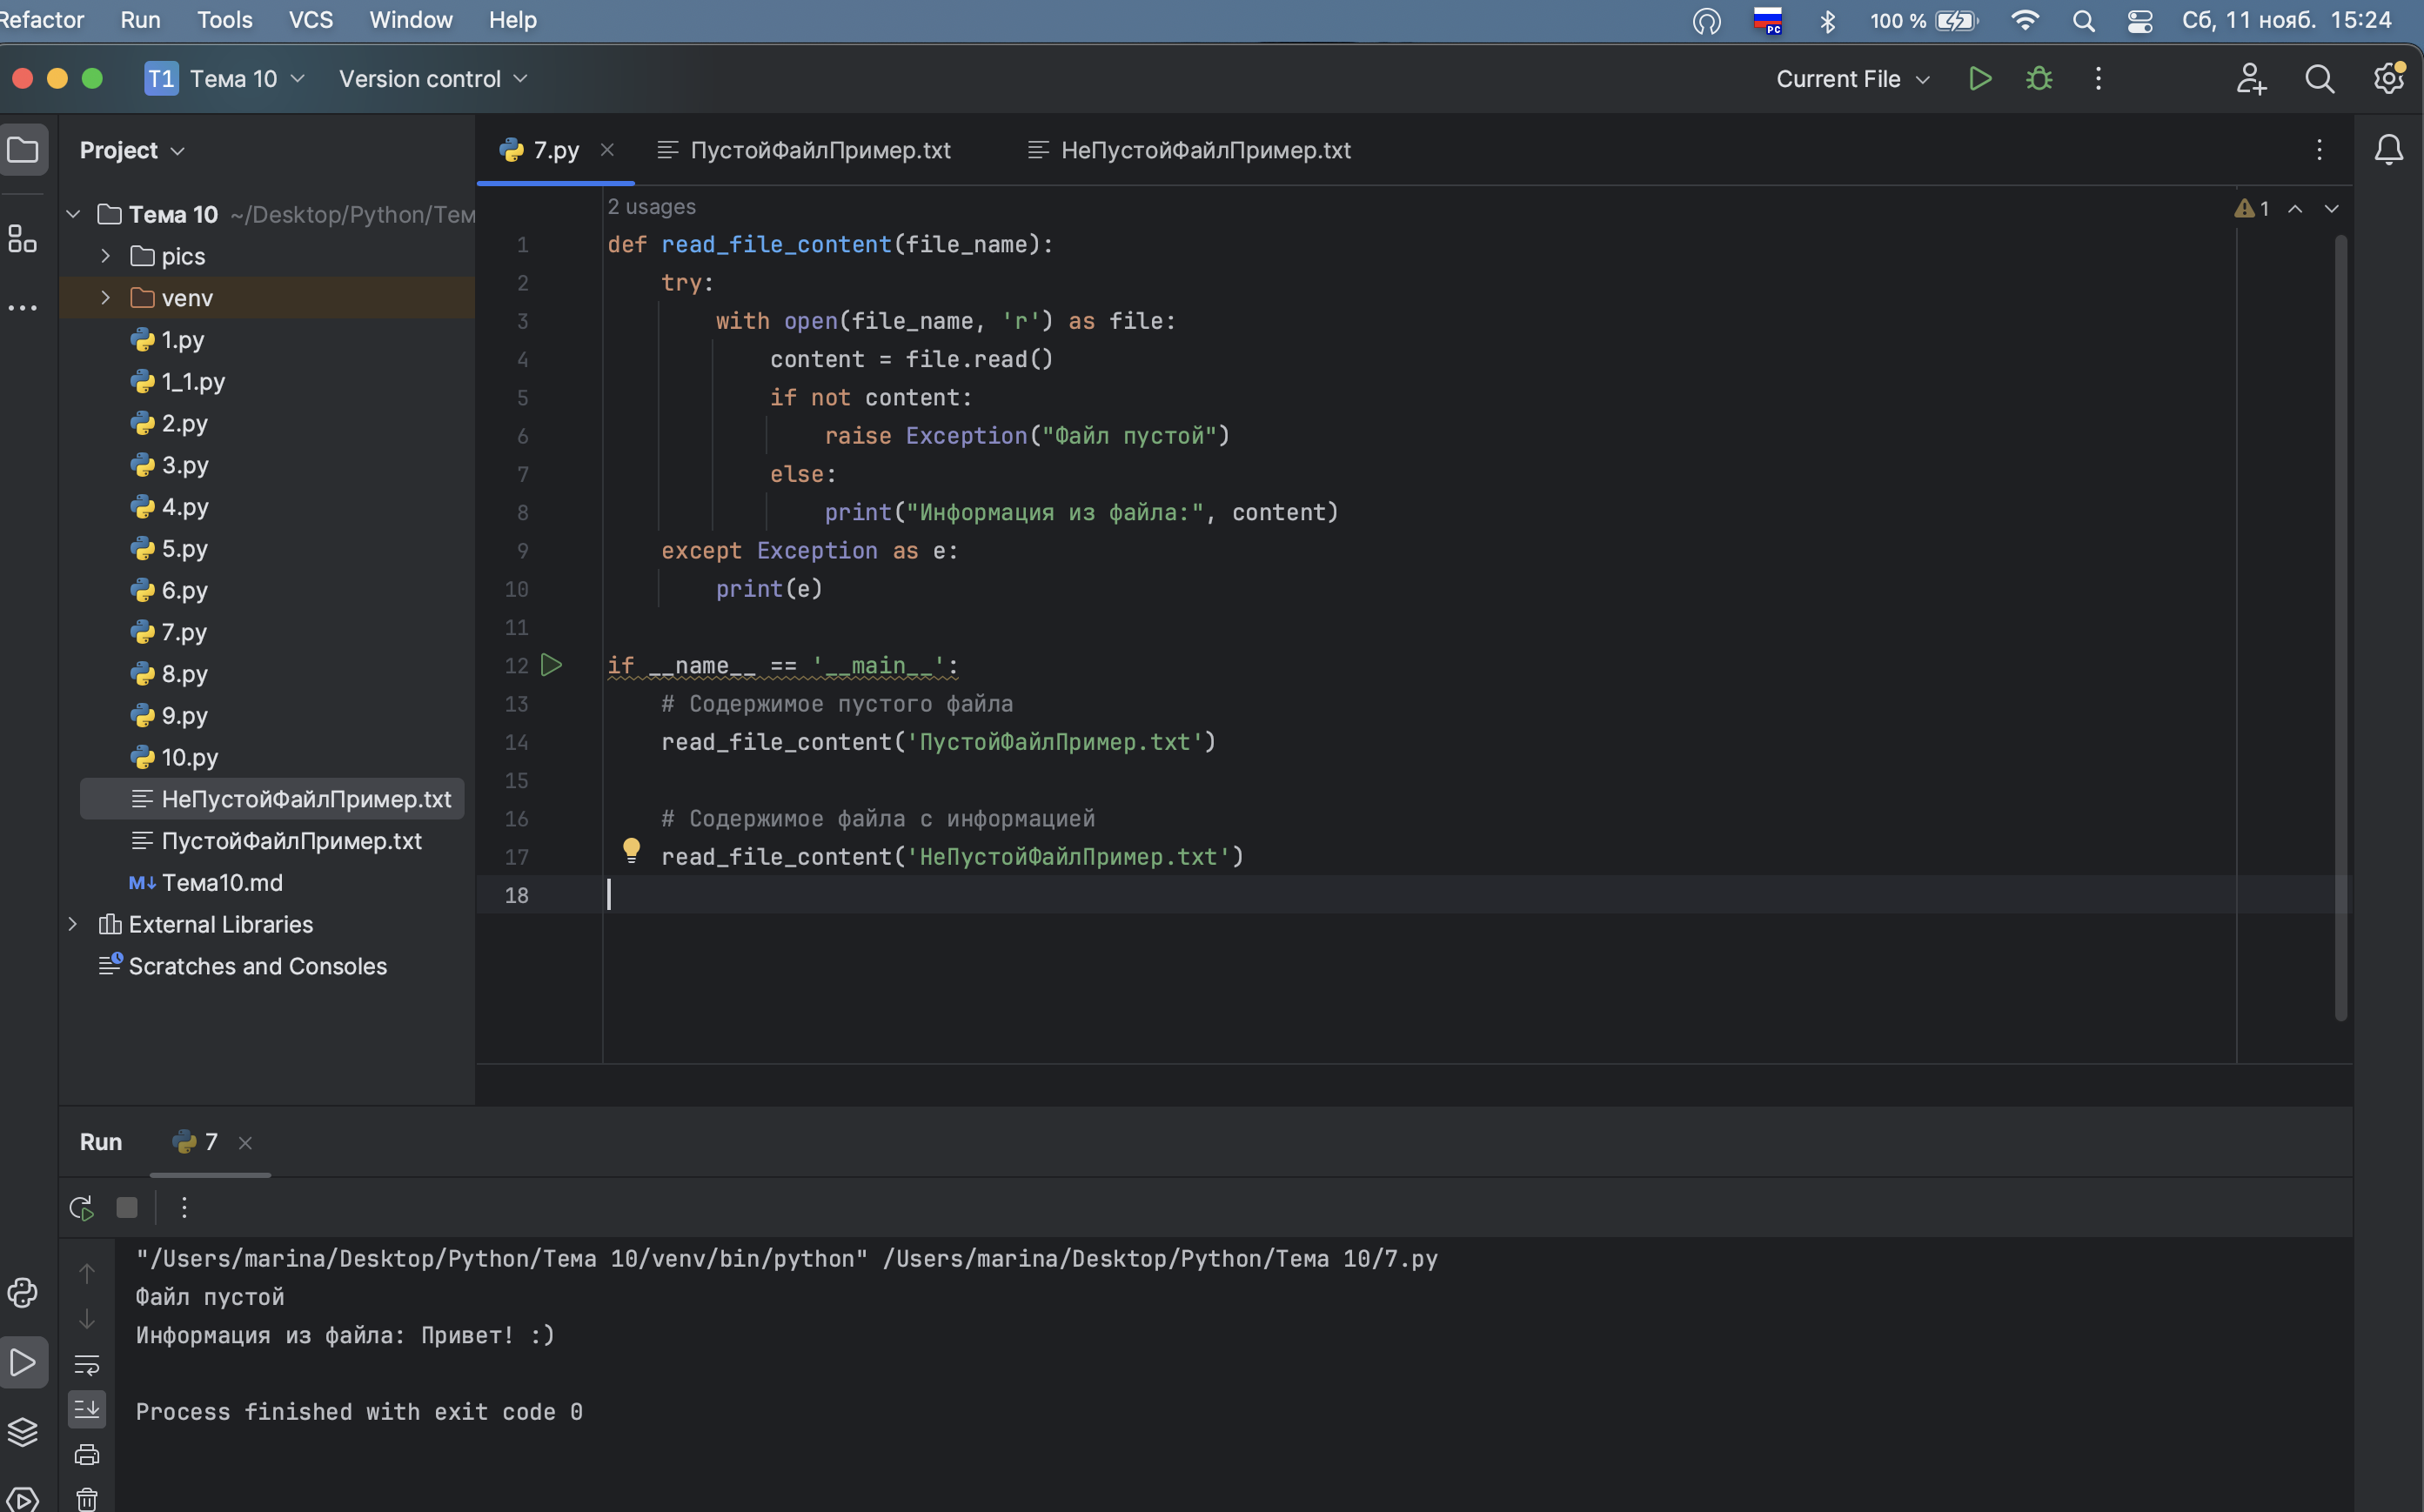 Refactor Run Tools VCS Window Help 100 % Сб, 11 нояб. 15:24
T1 Тема 10 Version control Current File
Project
7.py ПустойФайлПример.txt НеПустойФайлПример.txt
Тема 10 ~/Desktop/Python/Тем
pics
venv
1.py
1_1.py
2.py
3.py
4.py
5.py
6.py
7.py
8.py
9.py
10.py
НеПустойФайлПример.txt
ПустойФайлПример.txt
M↓ Тема10.md
External Libraries
Scratches and Consoles
2 usages
1
1 def read_file_content(file_name):
2 try:
3 with open(file_name, 'r') as file:
4 content = file.read()
5 if not content:
6 raise Exception("Файл пустой")
7 else:
8 print("Информация из файла:", content)
9 except Exception as e:
10 print(e)
11
12 if __name__ == '__main__':
13 # Содержимое пустого файла
14 read_file_content('ПустойФайлПример.txt')
15
16 # Содержимое файла с информацией
17 read_file_content('НеПустойФайлПример.txt')
18
Run 7
"/Users/marina/Desktop/Python/Тема 10/venv/bin/python" /Users/marina/Desktop/Python/Тема 10/7.py
Файл пустой
Информация из файла: Привет! :)
Process finished with exit code 0